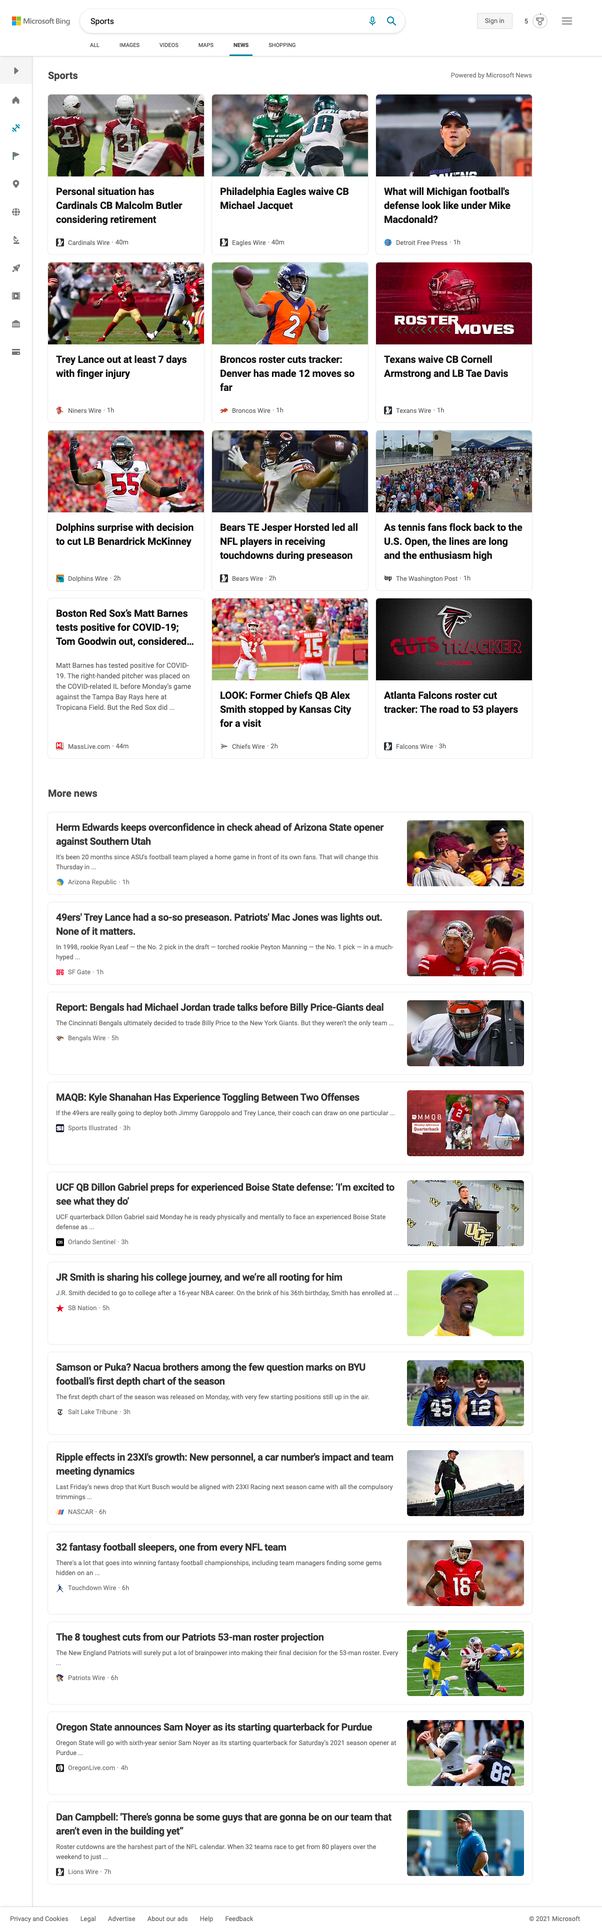 Microsoft Bing
Sports
Sign in
5
ALL IMAGES VIDEOS MAPS NEWS SHOPPING
Sports
Powered by Microsoft News
Personal situation has
Cardinals CB Malcolm Butler
considering retirement
Cardinals Wire · 40m
Philadelphia Eagles waive CB
Michael Jacquet
Eagles Wire · 40m
What will Michigan football's
defense look like under Mike
Macdonald?
Detroit Free Press · 1h
Trey Lance out at least 7 days
with finger injury
Niners Wire · 1h
Broncos roster cuts tracker:
Denver has made 12 moves so
far
Broncos Wire · 1h
ROSTER
MOVES
Texans waive CB Cornell
Armstrong and LB Tae Davis
Texans Wire · 1h
55
Dolphins surprise with decision
to cut LB Benardrick McKinney
Dolphins Wire · 2h
Bears TE Jesper Horsted led all
NFL players in receiving
touchdowns during preseason
Bears Wire · 2h
As tennis fans flock back to the
U.S. Open, the lines are long
and the enthusiasm high
The Washington Post · 1h
Boston Red Sox's Matt Barnes
tests positive for COVID-19;
Tom Goodwin out, considered...
Matt Barnes has tested positive for COVID-
19. The right-handed pitcher was placed on
the COVID-related IL before Monday's game
against the Tampa Bay Rays here at
Tropicana Field. But the Red Sox did ...
MassLive.com · 44m
15
LOOK: Former Chiefs QB Alex
Smith stopped by Kansas City
for a visit
Chiefs Wire · 2h
CUTS TRACKER
Atlanta Falcons roster cut
tracker: The road to 53 players
Falcons Wire · 3h
More news
Herm Edwards keeps overconfidence in check ahead of Arizona State opener
against Southern Utah
It's been 20 months since ASU's football team played a home game in front of its own fans. That will change this
Thursday in ...
Arizona Republic · 1h
49ers' Trey Lance had a so-so preseason. Patriots' Mac Jones was lights out.
None of it matters.
In 1998, rookie Ryan Leaf — the No. 2 pick in the draft — torched rookie Peyton Manning — the No. 1 pick — in a much-
hyped ...
SF Gate · 1h
Report: Bengals had Michael Jordan trade talks before Billy Price-Giants deal
The Cincinnati Bengals ultimately decided to trade Billy Price to the New York Giants. But they weren't the only team ...
Bengals Wire · 5h
MAQB: Kyle Shanahan Has Experience Toggling Between Two Offenses
If the 49ers are really going to deploy both Jimmy Garoppolo and Trey Lance, their coach can draw on one particular ...
Sports Illustrated · 3h
MMQB
Quarterback
UCF QB Dillon Gabriel preps for experienced Boise State defense: 'I'm excited to
see what they do'
UCF quarterback Dillon Gabriel said Monday he is ready physically and mentally to face an experienced Boise State
defense as ...
Orlando Sentinel · 3h
UCF
JR Smith is sharing his college journey, and we're all rooting for him
J.R. Smith decided to go to college after a 16-year NBA career. On the brink of his 36th birthday, Smith has enrolled at ...
SB Nation · 5h
Samson or Puka? Nacua brothers among the few question marks on BYU
football's first depth chart of the season
The first depth chart of the season was released on Monday, with very few starting positions still up in the air.
Salt Lake Tribune · 3h
45 12
Ripple effects in 23XI's growth: New personnel, a car number's impact and team
meeting dynamics
Last Friday's news drop that Kurt Busch would be aligned with 23XI Racing next season came with all the compulsory
trimmings ...
NASCAR · 6h
32 fantasy football sleepers, one from every NFL team
There's a lot that goes into winning fantasy football championships, including team managers finding some gems
hidden on an ...
Touchdown Wire · 6h
18
The 8 toughest cuts from our Patriots 53-man roster projection
The New England Patriots will surely put a lot of brainpower into making their final decision for the 53-man roster. Every
...
Patriots Wire · 6h
Oregon State announces Sam Noyer as its starting quarterback for Purdue
Oregon State will go with sixth-year senior Sam Noyer as its starting quarterback for Saturday's 2021 season opener at
Purdue ...
OregonLive.com · 4h
82
Dan Campbell: 'There's gonna be some guys that are gonna be on our team that
aren't even in the building yet"
Roster cutdowns are the harshest part of the NFL calendar. When 32 teams race to get from 80 players over the
weekend to just ...
Lions Wire · 7h
Privacy and Cookies Legal Advertise About our ads Help Feedback © 2021 Microsoft